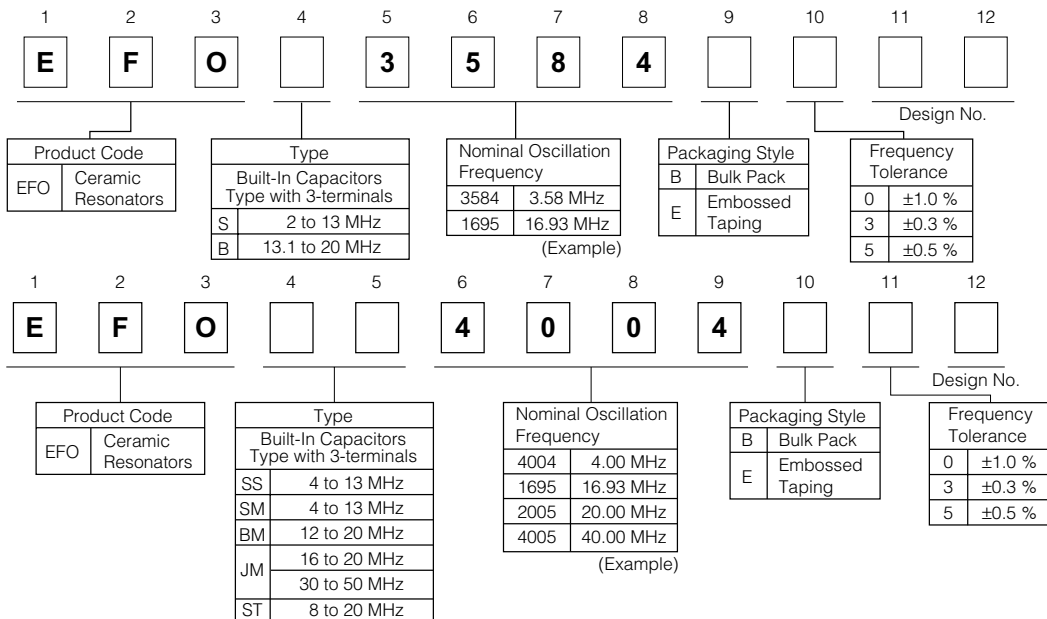 1 2 3 4 5 6 7 8 9 10 11 12
E F O 3 5 8 4
Design No.
Product Code
EFO Ceramic Resonators
Type
Built-In Capacitors
Type with 3-terminals
S 2 to 13 MHz
B 13.1 to 20 MHz
Nominal Oscillation
Frequency
3584 3.58 MHz
1695 16.93 MHz
(Example)
Packaging Style
B Bulk Pack
E Embossed Taping
Frequency
Tolerance
0 ±1.0 %
3 ±0.3 %
5 ±0.5 %
1 2 3 4 5 6 7 8 9 10 11 12
E F O 4 0 0 4
Design No.
Product Code
EFO Ceramic Resonators
Type
Built-In Capacitors
Type with 3-terminals
SS 4 to 13 MHz
SM 4 to 13 MHz
BM 12 to 20 MHz
JM 16 to 20 MHz
30 to 50 MHz
ST 8 to 20 MHz
Nominal Oscillation
Frequency
4004 4.00 MHz
1695 16.93 MHz
2005 20.00 MHz
4005 40.00 MHz
(Example)
Packaging Style
B Bulk Pack
E Embossed Taping
Frequency
Tolerance
0 ±1.0 %
3 ±0.3 %
5 ±0.5 %